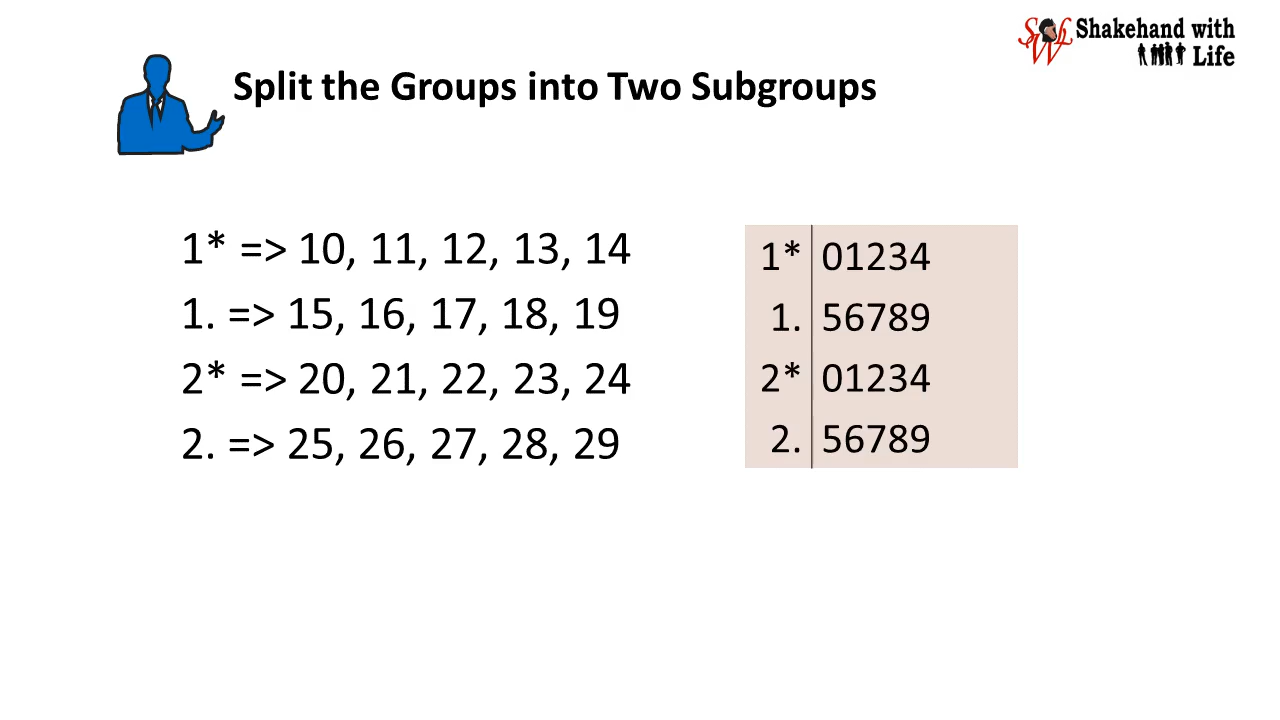 Shakehand with
Life
Split the Groups into Two Subgroups
1* => 10, 11, 12, 13, 14
1. => 15, 16, 17, 18, 19
2* => 20, 21, 22, 23, 24
2. => 25, 26, 27, 28, 29
1* 01234
1. 56789
2* 01234
2. 56789